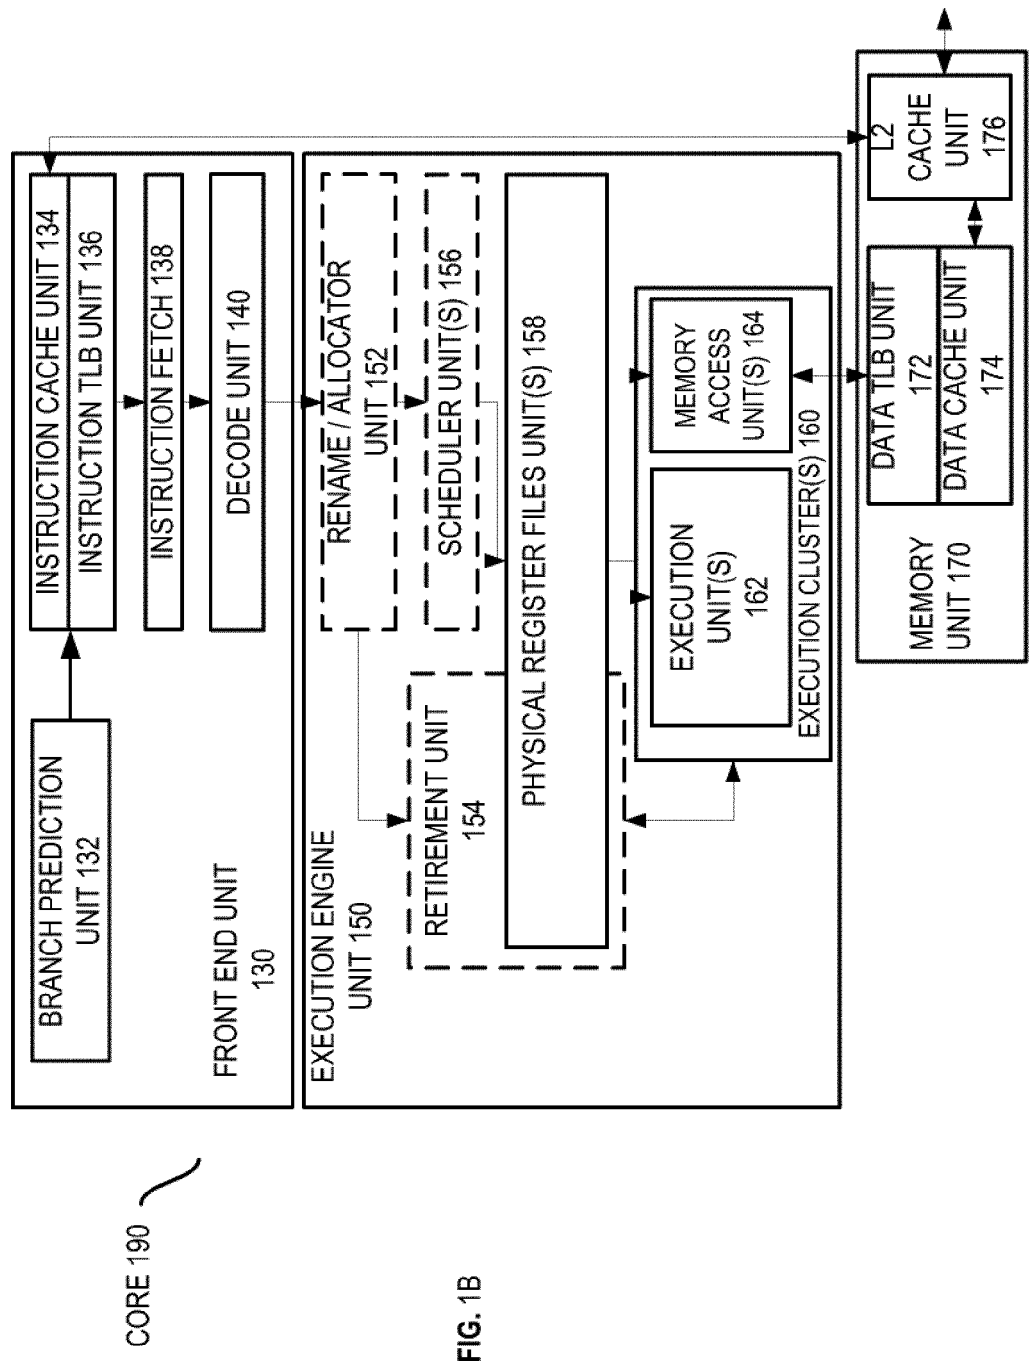 CORE 190
BRANCH PREDICTION
UNIT 132
INSTRUCTION CACHE UNIT 134
INSTRUCTION TLB UNIT 136
INSTRUCTION FETCH 138
DECODE UNIT 140
FRONT END UNIT
130
EXECUTION ENGINE
UNIT 150
RENAME / ALLOCATOR
UNIT 152
SCHEDULER UNIT(S) 156
RETIREMENT UNIT
154
PHYSICAL REGISTER FILES UNIT(S) 158
EXECUTION
UNIT(S)
162
MEMORY
ACCESS
UNIT(S) 164
EXECUTION CLUSTER(S) 160
MEMORY
UNIT 170
DATA TLB UNIT
172
DATA CACHE UNIT
174
L2
CACHE
UNIT
176
FIG. 1B